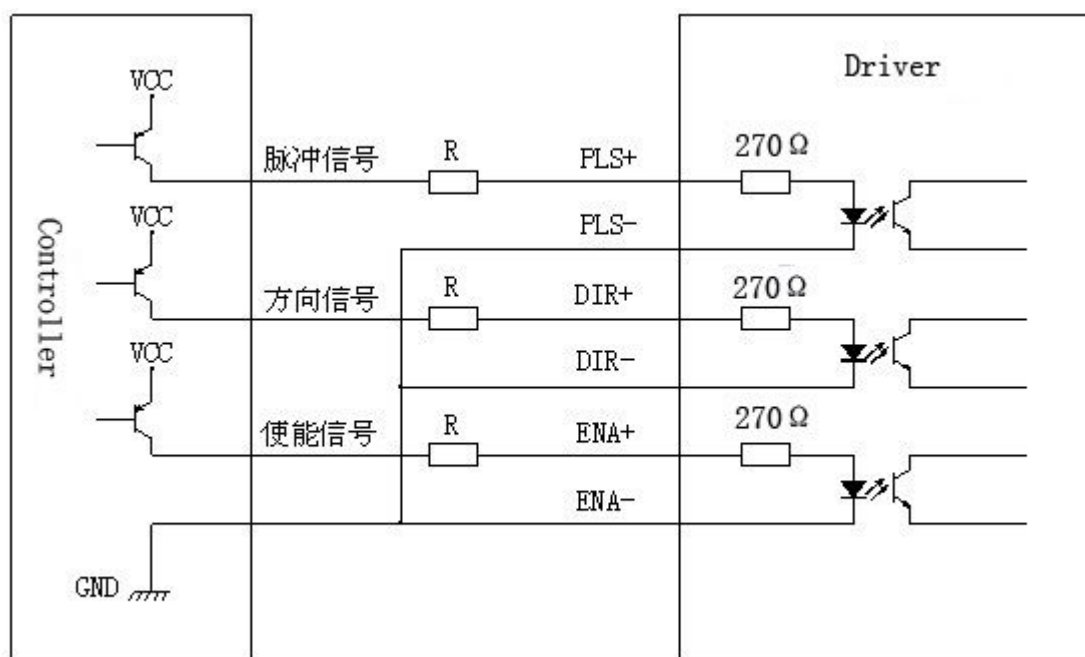 Driver
VCC
脉冲信号
R
PLS+
270Ω
PLS-
VCC
Controller
方向信号
R
DIR+
270Ω
DIR-
VCC
使能信号
R
ENA+
270Ω
ENA-
GND